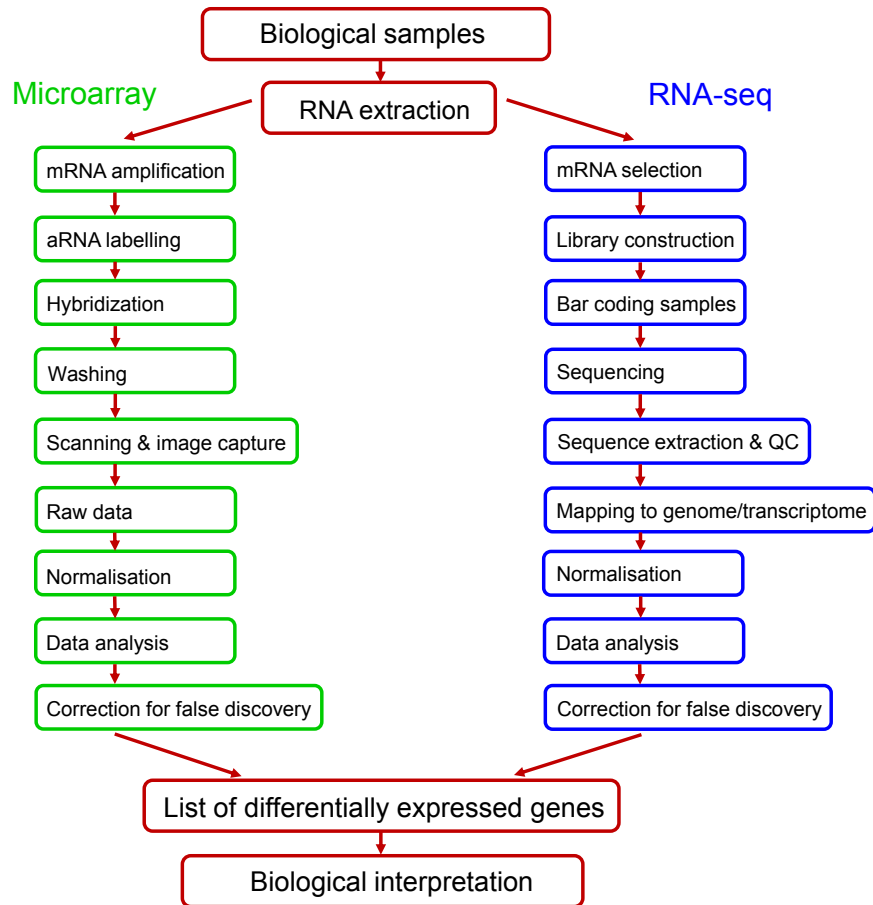 Biological samples
Microarray
RNA extraction
RNA-seq
mRNA amplification
aRNA labelling
Hybridization
Washing
Scanning & image capture
Raw data
Normalisation
Data analysis
Correction for false discovery
mRNA selection
Library construction
Bar coding samples
Sequencing
Sequence extraction & QC
Mapping to genome/transcriptome
Normalisation
Data analysis
Correction for false discovery
List of differentially expressed genes
Biological interpretation